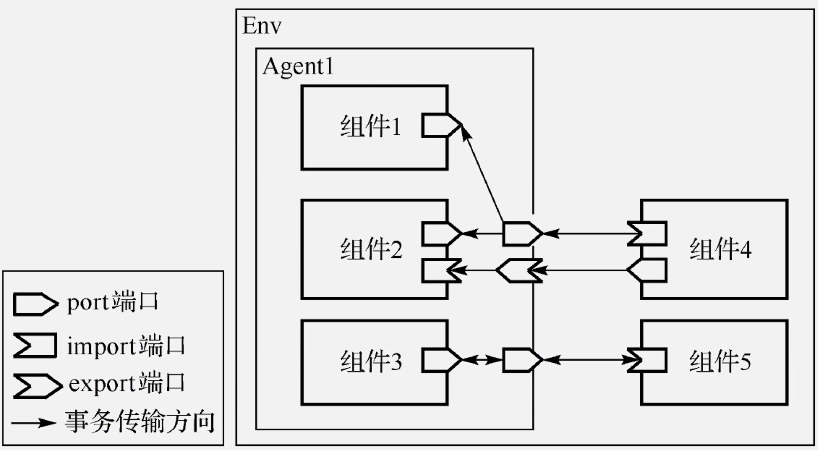 Env
Agent1
组件1
组件2
组件4
组件3
组件5
port端口
import端口
export端口
事务传输方向